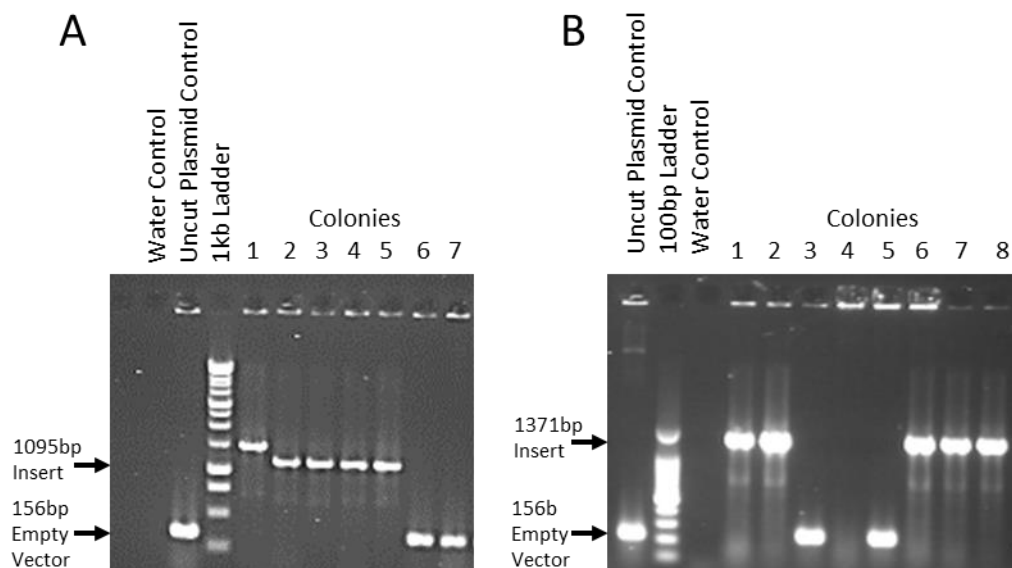 A
Water Control
Uncut Plasmid Control
1kb Ladder
Colonies
1 2 3 4 5 6 7
1095bp
Insert
156bp
Empty
Vector
B
Uncut Plasmid Control
100bp Ladder
Water Control
Colonies
1 2 3 4 5 6 7 8
1371bp
Insert
156b
Empty
Vector